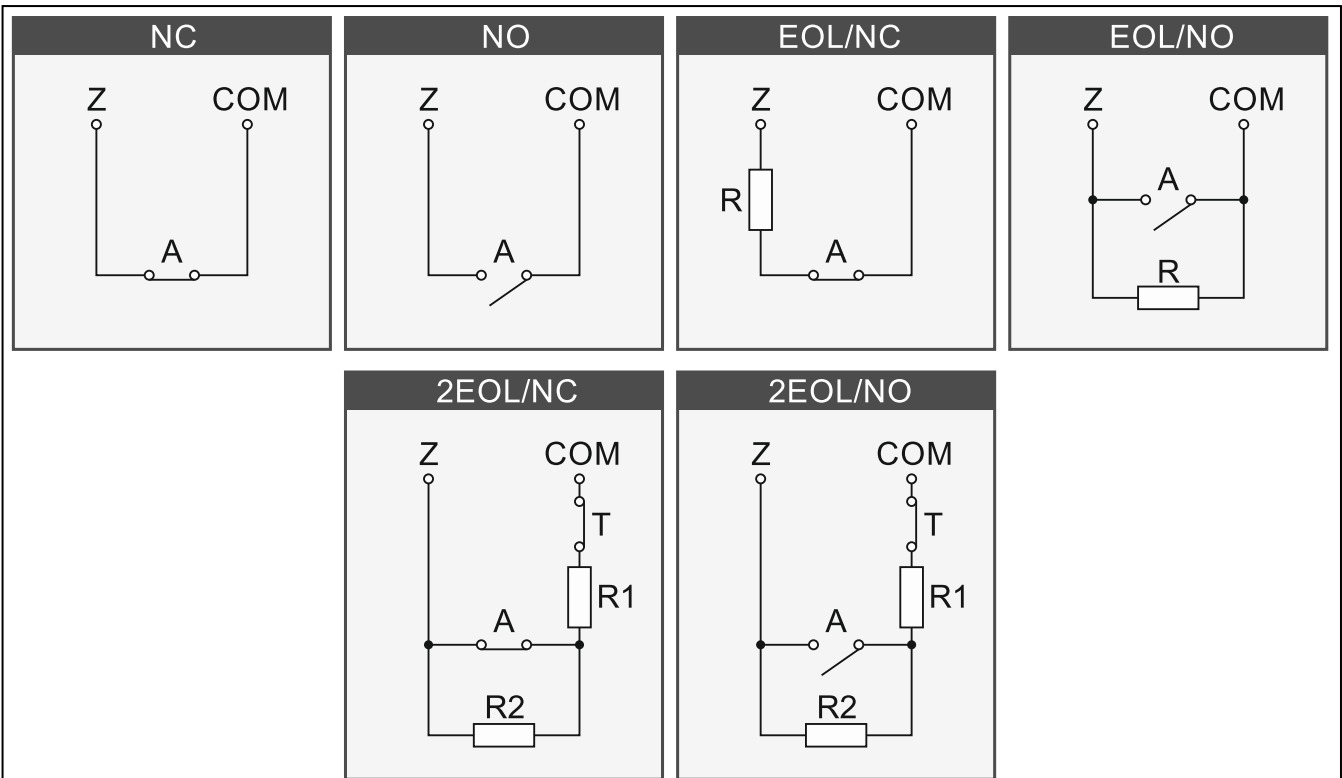 NC
NO
EOL/NC
EOL/NO
Z COM
Z COM
Z COM
Z COM
A
A
R
A
A
R
2EOL/NC
2EOL/NO
Z COM
Z COM
T
T
R1
R1
A
A
R2
R2